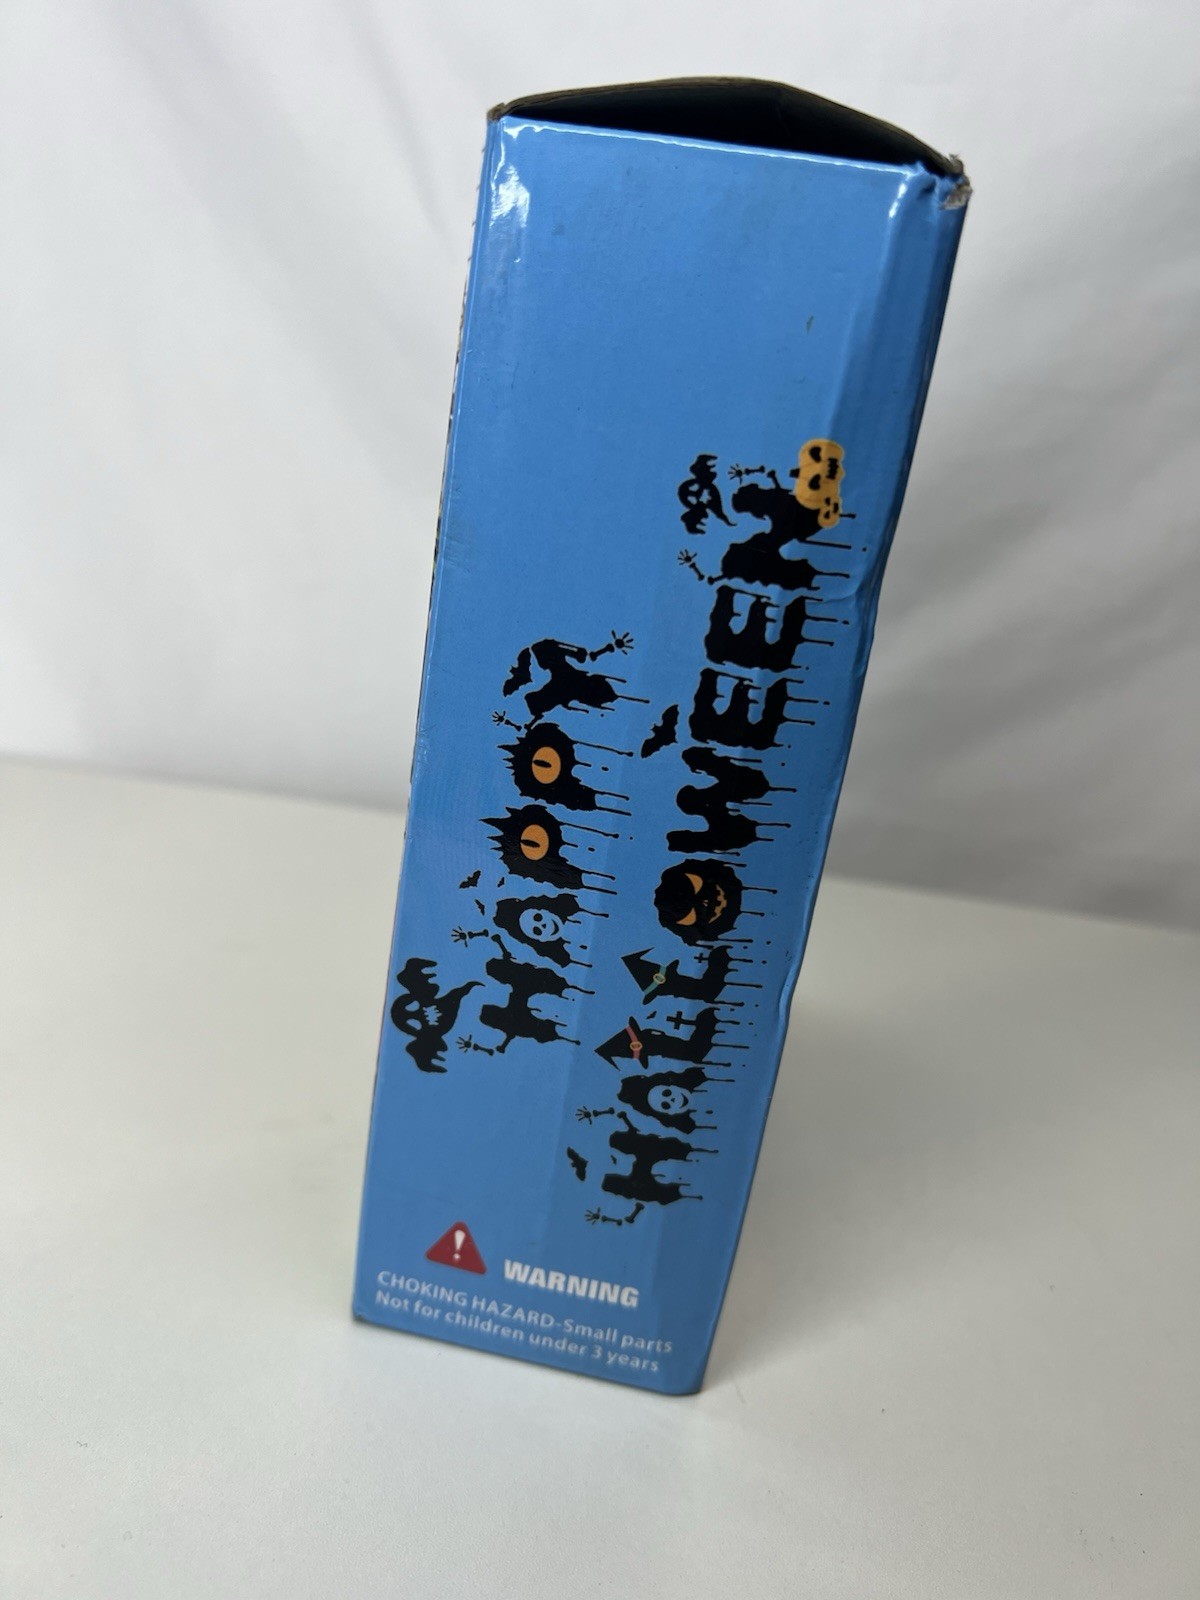 HAPPY
HALLOWEEN
WARNING
CHOKING HAZARD-Small parts
Not for children under 3 years